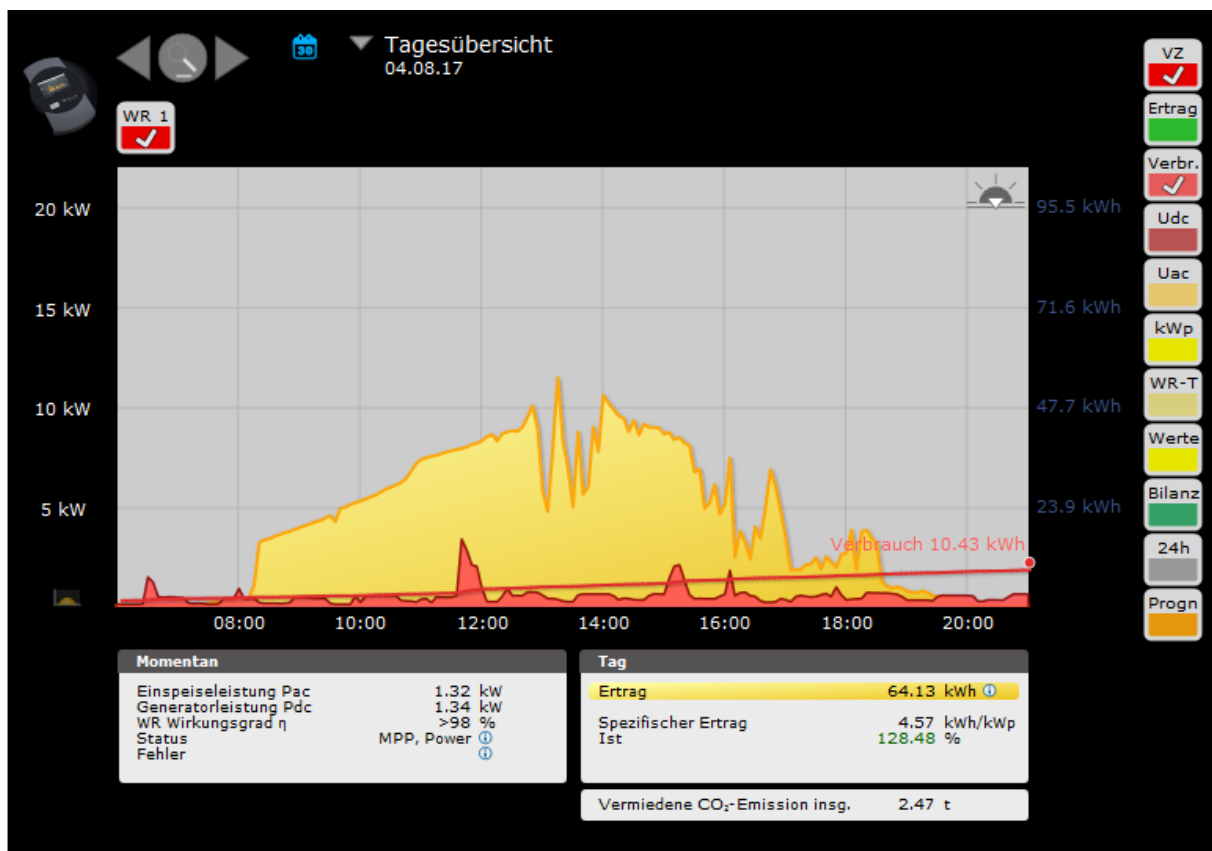 Tagesübersicht
04.08.17
30
WR 1
VZ
Ertrag
Verbr.
Udc
Uac
kWp
WR-T
Werte
Bilanz
24h
Progn
20 kW
15 kW
10 kW
5 kW
95.5 kWh
71.6 kWh
47.7 kWh
23.9 kWh
Verbrauch 10.43 kWh
08:00 10:00 12:00 14:00 16:00 18:00 20:00
Momentan
Einspeiseleistung Pac 1.32 kW
Generatorleistung Pdc 1.34 kW
WR Wirkungsgrad η >98 %
Status MPP, Power
Fehler
Tag
Ertrag 64.13 kWh
Spezifischer Ertrag 4.57 kWh/kWp
Ist 128.48 %
Vermiedene CO₂-Emission insg. 2.47 t